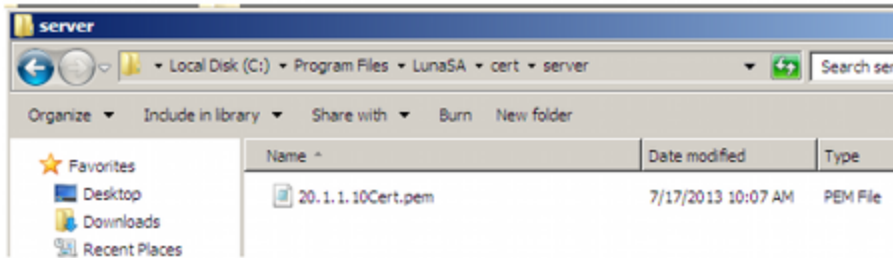 server
Local Disk (C:) Program Files LunaSA cert server Search ser
Organize Include in library Share with Burn New folder
Favorites
Desktop
Downloads
Recent Places
Name Date modified Type
20.1.1.10Cert.pem 7/17/2013 10:07 AM PEM File